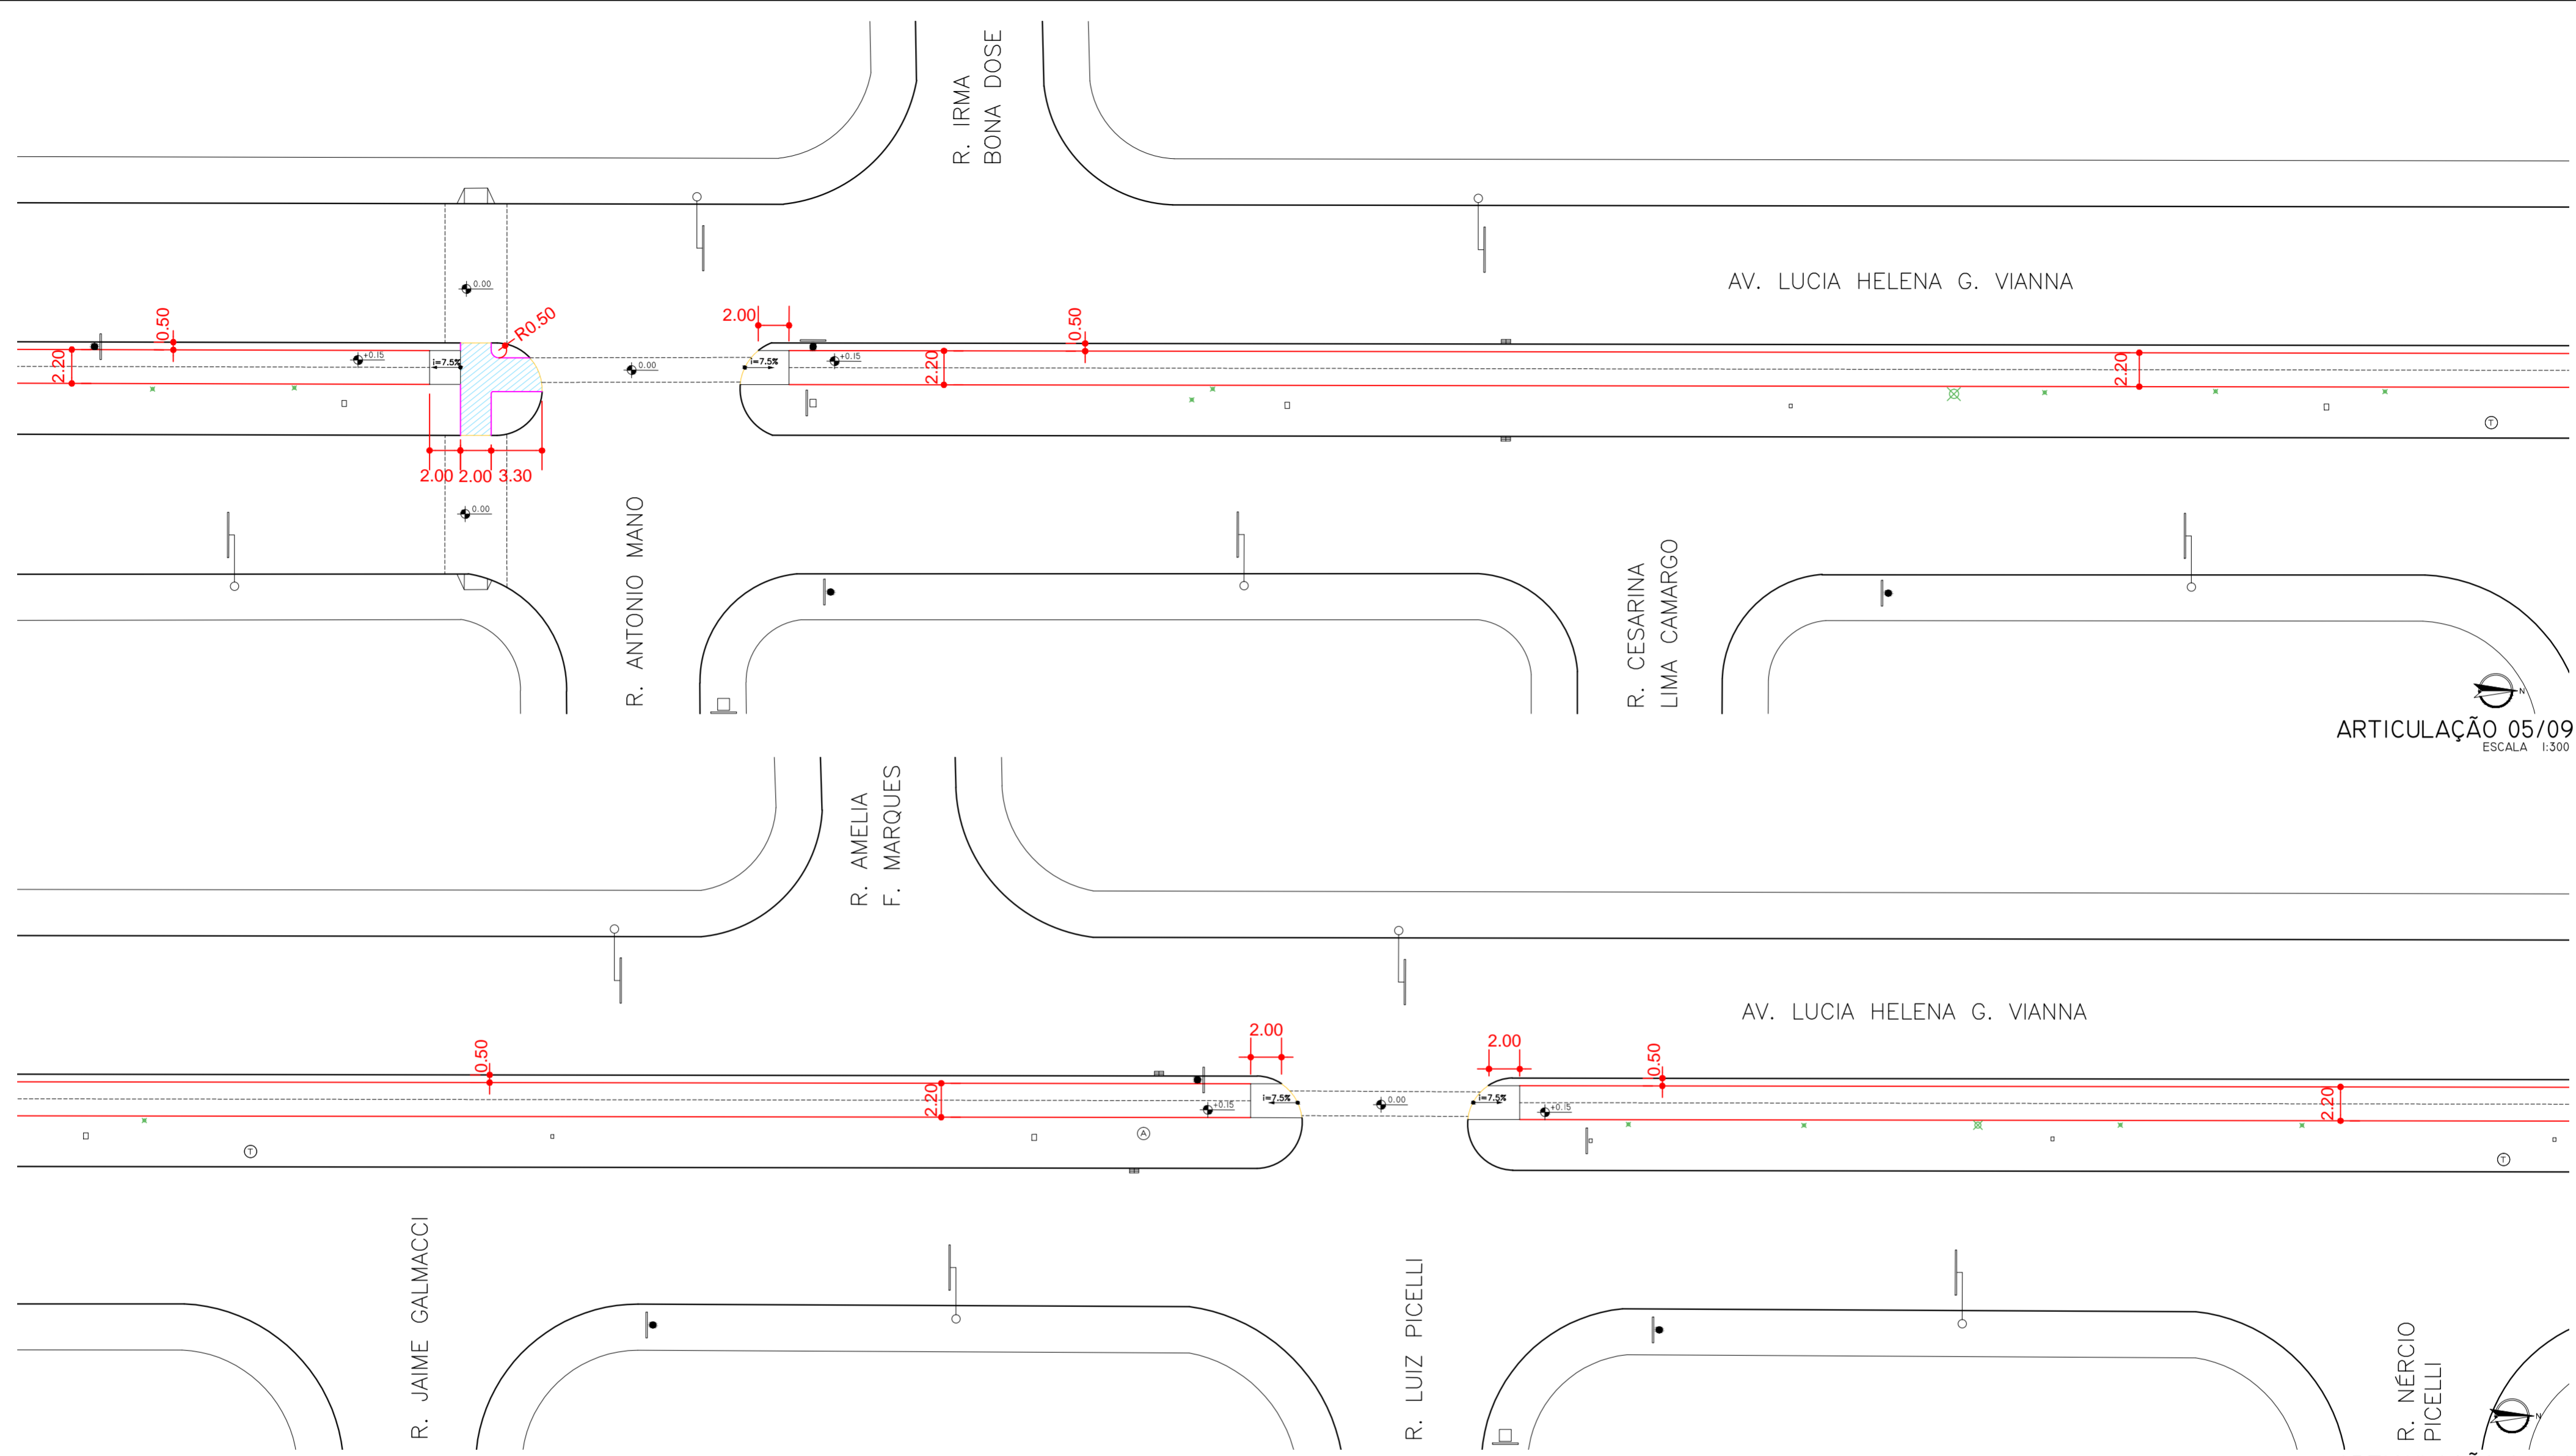 R. IRMA
BONA DOSE
0.00
AV. LUCIA HELENA G. VIANNA
0.50
R0.50
2.00
0.50
2.20
+0.15
i=7.5%
0.00
i=7.5%
+0.15
2.20
2.20
T
2.00
2.00
3.30
0.00
R. ANTONIO MANO
R. CESARINA
LIMA CAMARGO
N
ARTICULAÇÃO 05/09
ESCALA 1:300
R. AMELIA
F. MARQUES
AV. LUCIA HELENA G. VIANNA
0.50
2.00
2.00
0.50
2.20
+0.15
i=7.5%
0.00
i=7.5%
+0.15
2.20
T
A
T
R. JAIME GALMACCI
R. LUIZ PICELLI
R. NÉRCIO
PICELLI
N